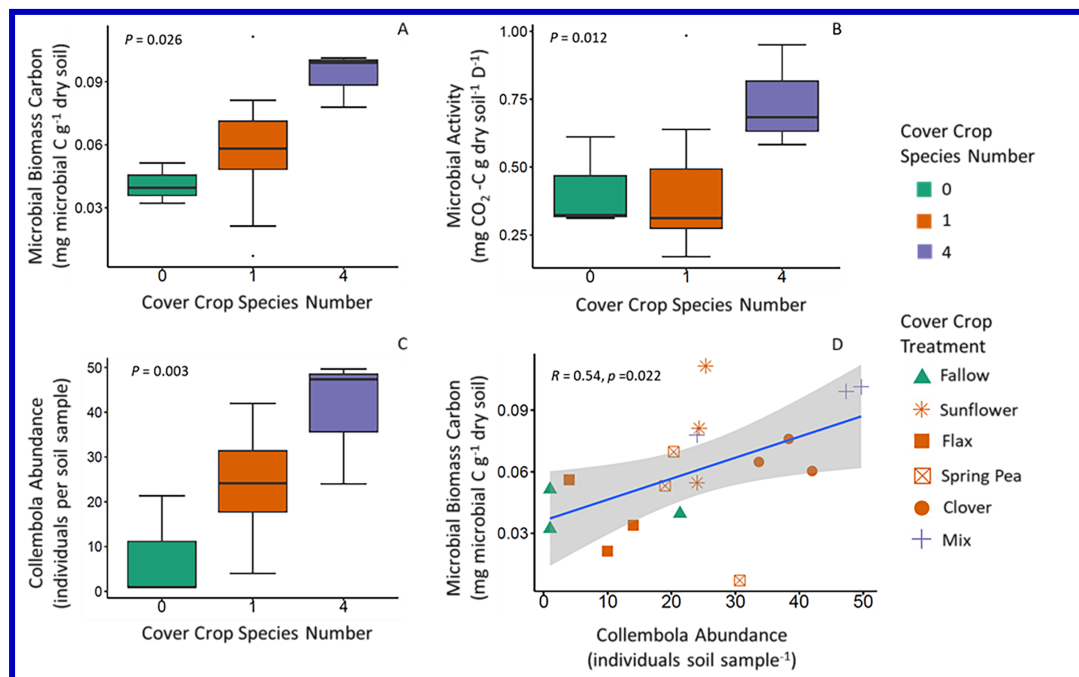 A
P = 0.026
Microbial Biomass Carbon
(mg microbial C g⁻¹ dry soil)
0.09
0.06
0.03
0
1
4
Cover Crop Species Number
B
P = 0.012
Microbial Activity
(mg CO₂ -C g dry soil⁻¹ D⁻¹)
1.00
0.75
0.50
0.25
0
1
4
Cover Crop Species Number
Cover Crop
Species Number
0
1
4
C
P = 0.003
Collembola Abundance
(individuals per soil sample)
50
40
30
20
10
0
0
1
4
Cover Crop Species Number
D
R = 0.54, p =0.022
Microbial Biomass Carbon
(mg microbial C g⁻¹ dry soil)
0.09
0.06
0.03
0
10
20
30
40
50
Collembola Abundance
(individuals soil sample⁻¹)
Cover Crop
Treatment
Fallow
Sunflower
Flax
Spring Pea
Clover
Mix